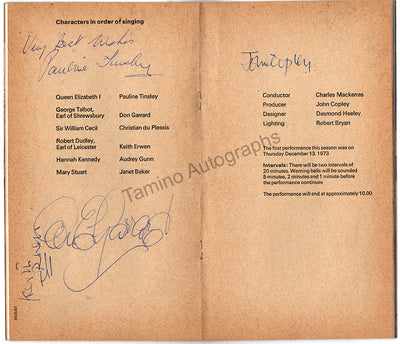 Characters in order of singing
Very Best Wishes
Pauline Tinsley
Queen Elizabeth I Pauline Tinsley
George Talbot,
Earl of Shrewsbury Don Garrard
Sir William Cecil Christian du Plessis
Robert Dudley,
Earl of Leicester Keith Erwen
Hannah Kennedy Audrey Gunn
Mary Stuart Janet Baker
Don Garrard
Keith Erwen
John Copley
Conductor Charles Mackerras
Producer John Copley
Designer Desmond Heeley
Lighting Robert Bryan
The first performance this season was on
Thursday December 13, 1973
Intervals: There will be two intervals of
20 minutes. Warning bells will be sounded
5 minutes, 2 minutes and 1 minute before
the performance continues
The performance will end at approximately 10.00
Tamino Autographs